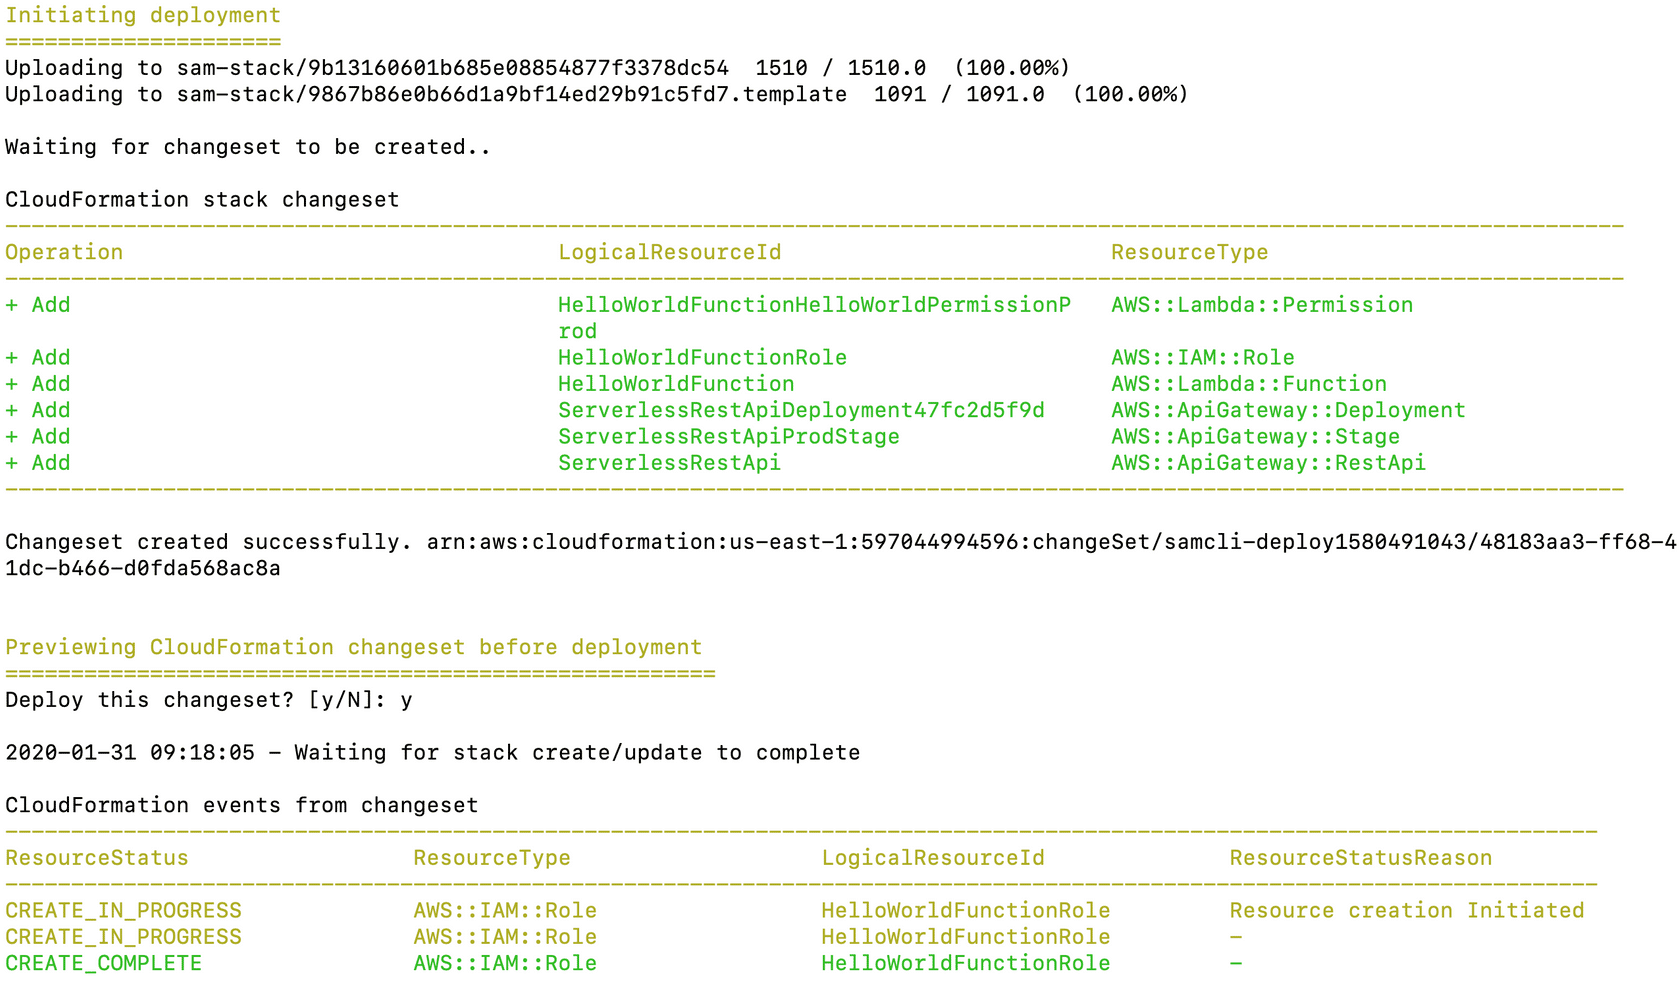 Initiating deployment
=====================
Uploading to sam-stack/9b13160601b685e08854877f3378dc54  1510 / 1510.0  (100.00%)
Uploading to sam-stack/9867b86e0b66d1a9bf14ed29b91c5fd7.template  1091 / 1091.0  (100.00%)
Waiting for changeset to be created..
CloudFormation stack changeset
Operation LogicalResourceId ResourceType
+ Add HelloWorldFunctionHelloWorldPermissionP AWS::Lambda::Permission
rod
+ Add HelloWorldFunctionRole AWS::IAM::Role
+ Add HelloWorldFunction AWS::Lambda::Function
+ Add ServerlessRestApiDeployment47fc2d5f9d AWS::ApiGateway::Deployment
+ Add ServerlessRestApiProdStage AWS::ApiGateway::Stage
+ Add ServerlessRestApi AWS::ApiGateway::RestApi
Changeset created successfully. arn:aws:cloudformation:us-east-1:597044994596:changeSet/samcli-deploy1580491043/48183aa3-ff68-4
1dc-b466-d0fda568ac8a
Previewing CloudFormation changeset before deployment
======================================================
Deploy this changeset? [y/N]: y
2020-01-31 09:18:05 - Waiting for stack create/update to complete
CloudFormation events from changeset
ResourceStatus ResourceType LogicalResourceId ResourceStatusReason
CREATE_IN_PROGRESS AWS::IAM::Role HelloWorldFunctionRole Resource creation Initiated
CREATE_IN_PROGRESS AWS::IAM::Role HelloWorldFunctionRole -
CREATE_COMPLETE AWS::IAM::Role HelloWorldFunctionRole -